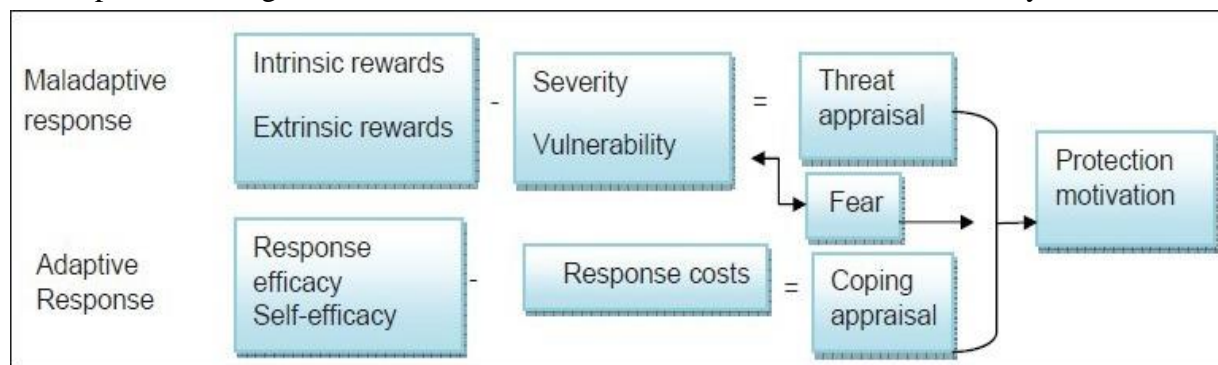 Maladaptive
response
Intrinsic rewards
Extrinsic rewards
-
Severity
Vulnerability
=
Threat
appraisal
Fear
Protection
motivation
Adaptive
Response
Response
efficacy
Self-efficacy
-
Response costs
=
Coping
appraisal